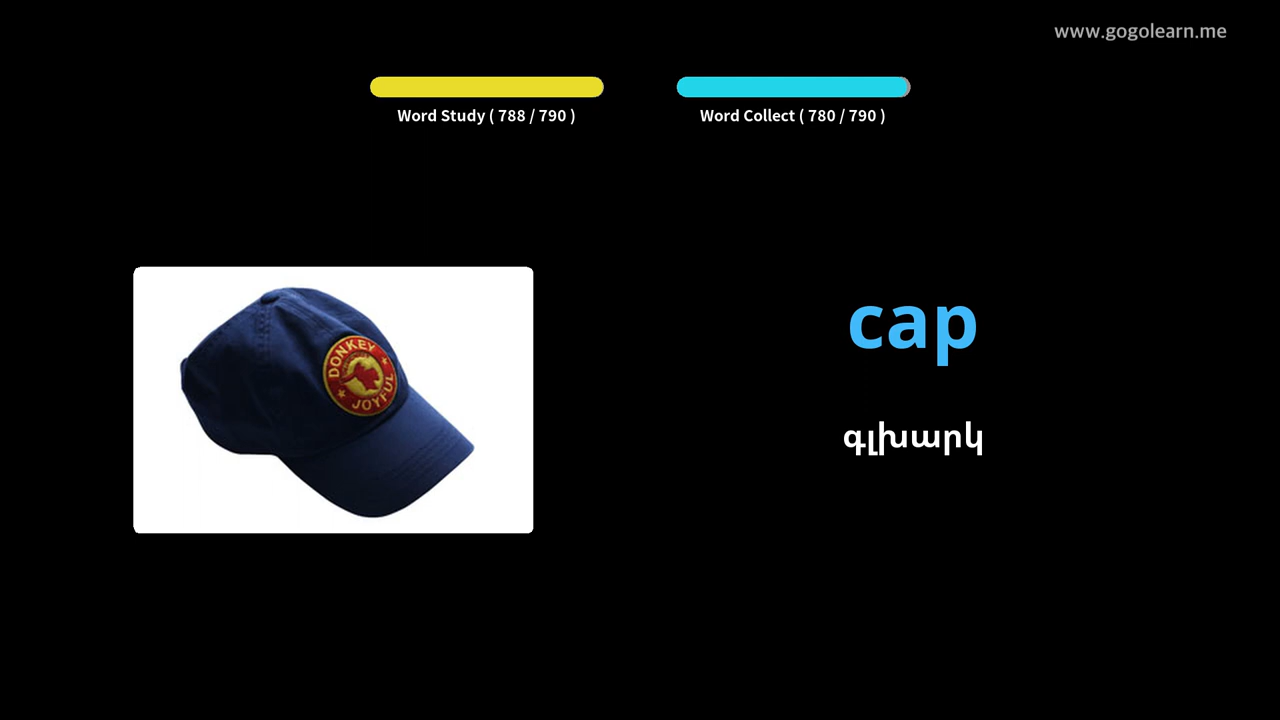 www.gogolearn.me
Word Study ( 788 / 790 )
Word Collect ( 780 / 790 )
DONKEY
JOYFUL
cap
գլխարկ